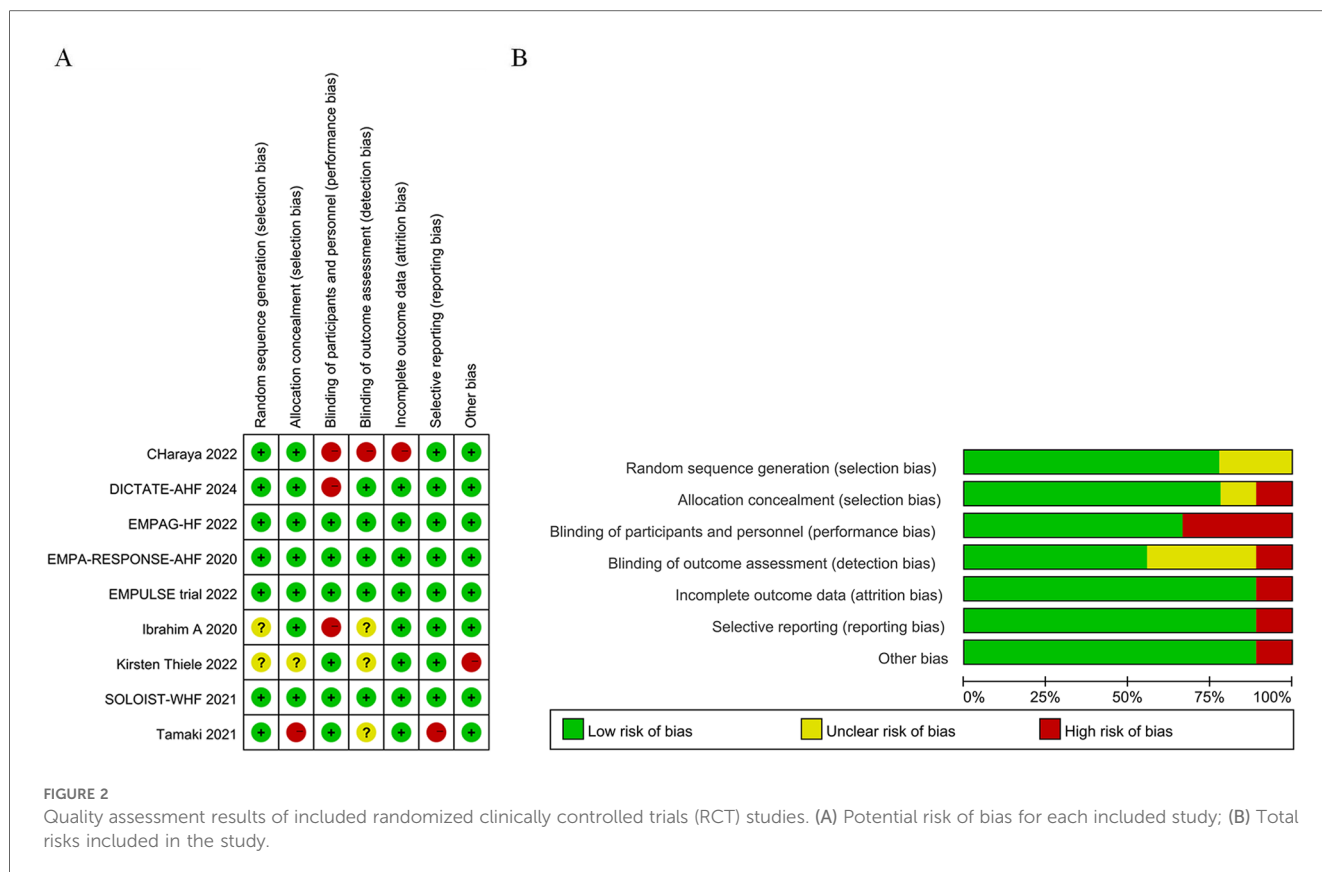 A
B
Random sequence generation (selection bias)
Allocation concealment (selection bias)
Blinding of participants and personnel (performance bias)
Blinding of outcome assessment (detection bias)
Incomplete outcome data (attrition bias)
Selective reporting (reporting bias)
Other bias
CHaraya 2022 + + - - - + +
DICTATE-AHF 2024 + + - + + + +
EMPAG-HF 2022 + + + + + + +
EMPA-RESPONSE-AHF 2020 + + + + + + +
EMPULSE trial 2022 + + + + + + +
Ibrahim A 2020 ? + - ? + + +
Kirsten Thiele 2022 ? ? + ? + + -
SOLOIST-WHF 2021 + + + + + + +
Tamaki 2021 + - + ? + - +
Random sequence generation (selection bias)
Allocation concealment (selection bias)
Blinding of participants and personnel (performance bias)
Blinding of outcome assessment (detection bias)
Incomplete outcome data (attrition bias)
Selective reporting (reporting bias)
Other bias
0% 25% 50% 75% 100%
Low risk of bias Unclear risk of bias High risk of bias
FIGURE 2
Quality assessment results of included randomized clinically controlled trials (RCT) studies. (A) Potential risk of bias for each included study; (B) Total
risks included in the study.